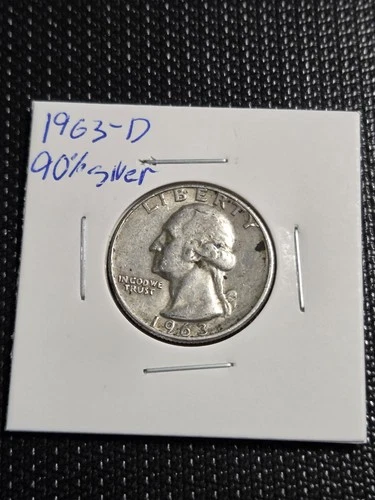 1963-D
90% silver
LIBERTY
IN GOD WE
TRUST
1963